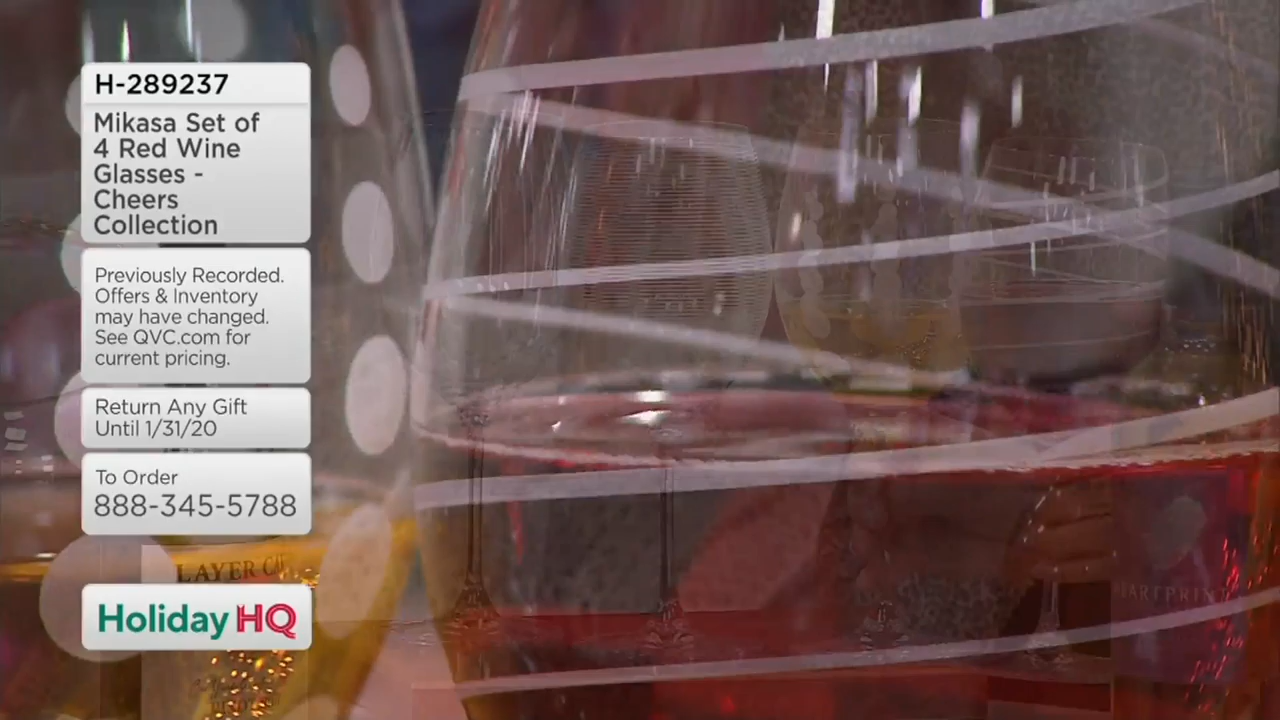 H-289237
Mikasa Set of
4 Red Wine
Glasses -
Cheers
Collection
Previously Recorded.
Offers & Inventory
may have changed.
See QVC.com for
current pricing.
Return Any Gift
Until 1/31/20
To Order
888-345-5788
LAYER
Holiday HQ